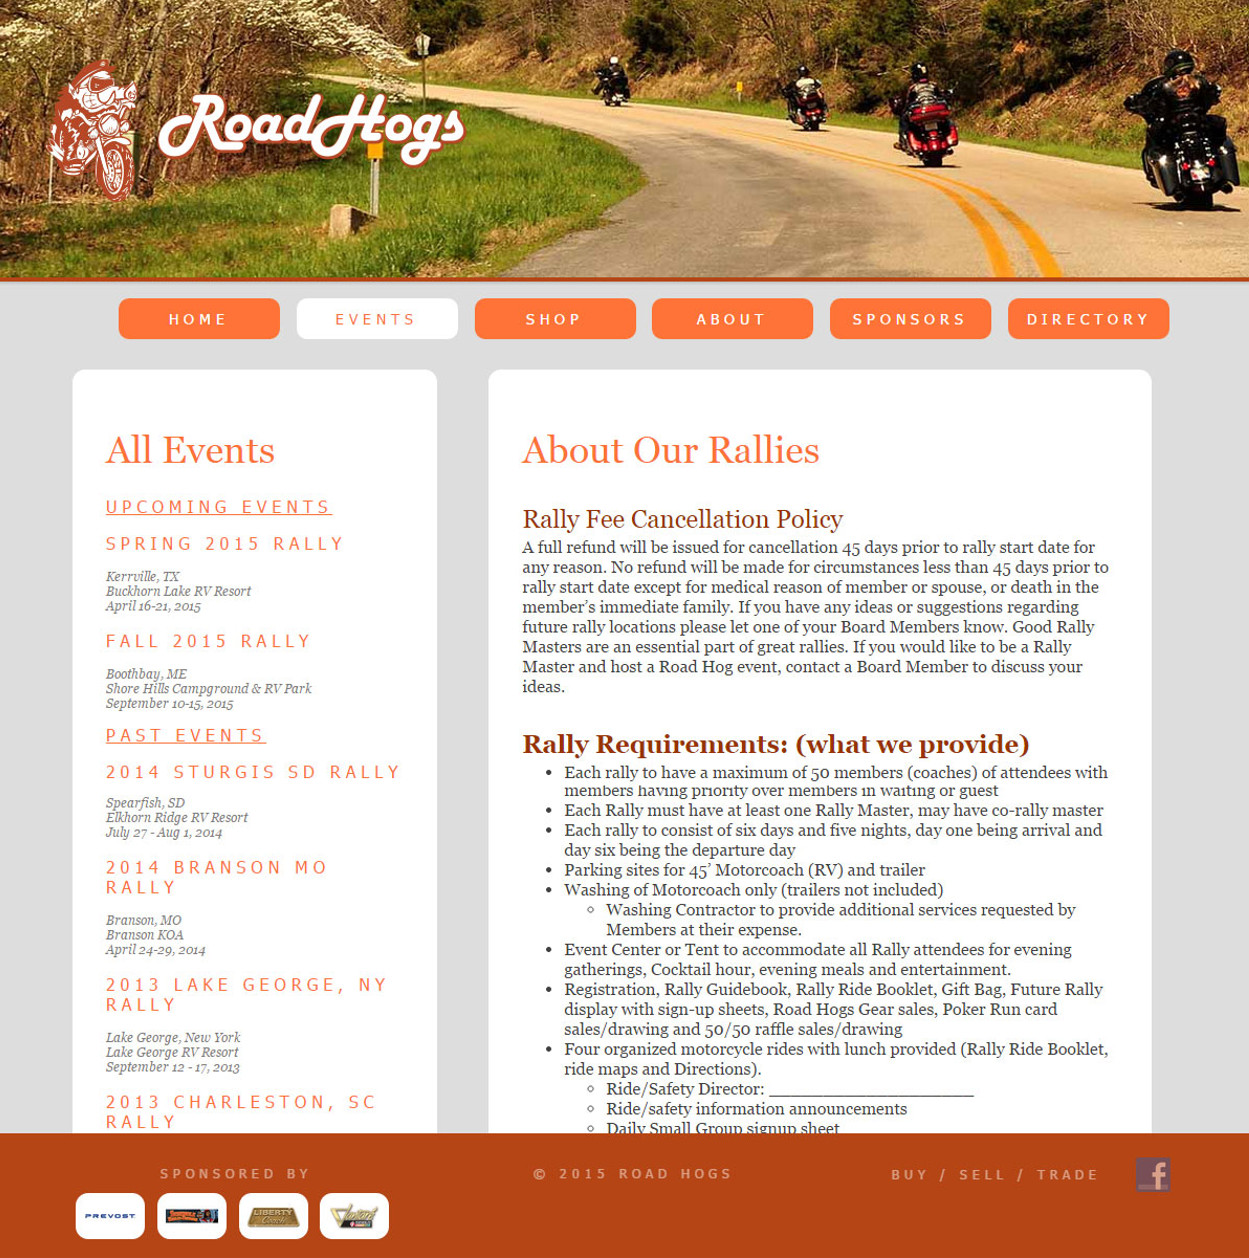 RoadHogs
HOME
EVENTS
SHOP
ABOUT
SPONSORS
DIRECTORY
All Events
UPCOMING EVENTS
SPRING 2015 RALLY
Kerrville, TX
Buckhorn Lake RV Resort
April 16-21, 2015
FALL 2015 RALLY
Boothbay, ME
Shore Hills Campground & RV Park
September 10-15, 2015
PAST EVENTS
2014 STURGIS SD RALLY
Spearfish, SD
Elkhorn Ridge RV Resort
July 27 - Aug 1, 2014
2014 BRANSON MO
RALLY
Branson, MO
Branson KOA
April 24-29, 2014
2013 LAKE GEORGE, NY
RALLY
Lake George, New York
Lake George RV Resort
September 12 - 17, 2013
2013 CHARLESTON, SC
RALLY
About Our Rallies
Rally Fee Cancellation Policy
A full refund will be issued for cancellation 45 days prior to rally start date for
any reason. No refund will be made for circumstances less than 45 days prior to
rally start date except for medical reason of member or spouse, or death in the
member's immediate family. If you have any ideas or suggestions regarding
future rally locations please let one of your Board Members know. Good Rally
Masters are an essential part of great rallies. If you would like to be a Rally
Master and host a Road Hog event, contact a Board Member to discuss your
ideas.
Rally Requirements: (what we provide)
• Each rally to have a maximum of 50 members (coaches) of attendees with
members having priority over members in waiting or guest
• Each Rally must have at least one Rally Master, may have co-rally master
• Each rally to consist of six days and five nights, day one being arrival and
day six being the departure day
• Parking sites for 45’ Motorcoach (RV) and trailer
• Washing of Motorcoach only (trailers not included)
◦ Washing Contractor to provide additional services requested by
Members at their expense.
• Event Center or Tent to accommodate all Rally attendees for evening
gatherings, Cocktail hour, evening meals and entertainment.
• Registration, Rally Guidebook, Rally Ride Booklet, Gift Bag, Future Rally
display with sign-up sheets, Road Hogs Gear sales, Poker Run card
sales/drawing and 50/50 raffle sales/drawing
• Four organized motorcycle rides with lunch provided (Rally Ride Booklet,
ride maps and Directions).
◦ Ride/Safety Director: ______________________
◦ Ride/safety information announcements
◦ Daily Small Group signup sheet
SPONSORED BY
PREVOST
LIBERTY
Coach
© 2015 ROAD HOGS
BUY / SELL / TRADE
f